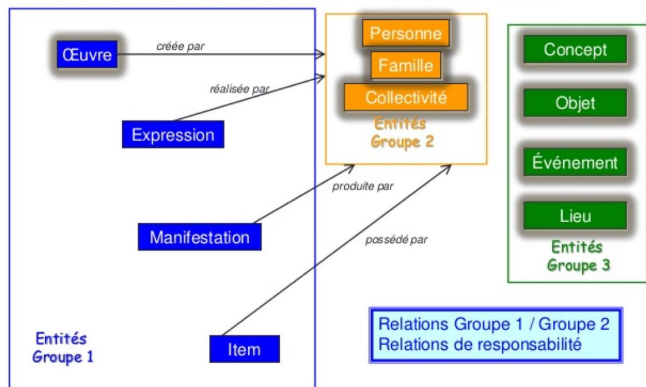 Œuvre
créée par
réalisée par
Expression
Manifestation
produite par
possédé par
Item
Entités
Groupe 1
Personne
Famille
Collectivité
Entités
Groupe 2
Concept
Objet
Événement
Lieu
Entités
Groupe 3
Relations Groupe 1 / Groupe 2
Relations de responsabilité